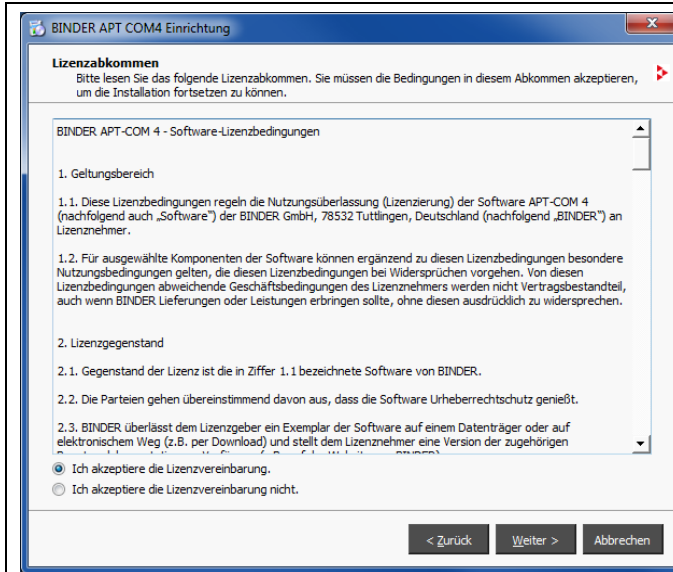 BINDER APT COM4 Einrichtung
Lizenzabkommen
Bitte lesen Sie das folgende Lizenzabkommen. Sie müssen die Bedingungen in diesem Abkommen akzeptieren,
um die Installation fortsetzen zu können.
BINDER APT-COM 4 - Software-Lizenzbedingungen
1. Geltungsbereich
1.1. Diese Lizenzbedingungen regeln die Nutzungsüberlassung (Lizenzierung) der Software APT-COM 4
(nachfolgend auch „Software") der BINDER GmbH, 78532 Tuttlingen, Deutschland (nachfolgend „BINDER") an
Lizenznehmer.
1.2. Für ausgewählte Komponenten der Software können ergänzend zu diesen Lizenzbedingungen besondere
Nutzungsbedingungen gelten, die diesen Lizenzbedingungen bei Widersprüchen vorgehen. Von diesen
Lizenzbedingungen abweichende Geschäftsbedingungen des Lizenznehmers werden nicht Vertragsbestandteil,
auch wenn BINDER Lieferungen oder Leistungen erbringen sollte, ohne diesen ausdrücklich zu widersprechen.
2. Lizenzgegenstand
2.1. Gegenstand der Lizenz ist die in Ziffer 1.1 bezeichnete Software von BINDER.
2.2. Die Parteien gehen übereinstimmend davon aus, dass die Software Urheberrechtschutz genießt.
2.3. BINDER überlässt dem Lizenzgeber ein Exemplar der Software auf einem Datenträger oder auf
elektronischem Weg (z.B. per Download) und stellt dem Lizenznehmer eine Version der zugehörigen
Ich akzeptiere die Lizenzvereinbarung.
Ich akzeptiere die Lizenzvereinbarung nicht.
< Zurück
Weiter >
Abbrechen